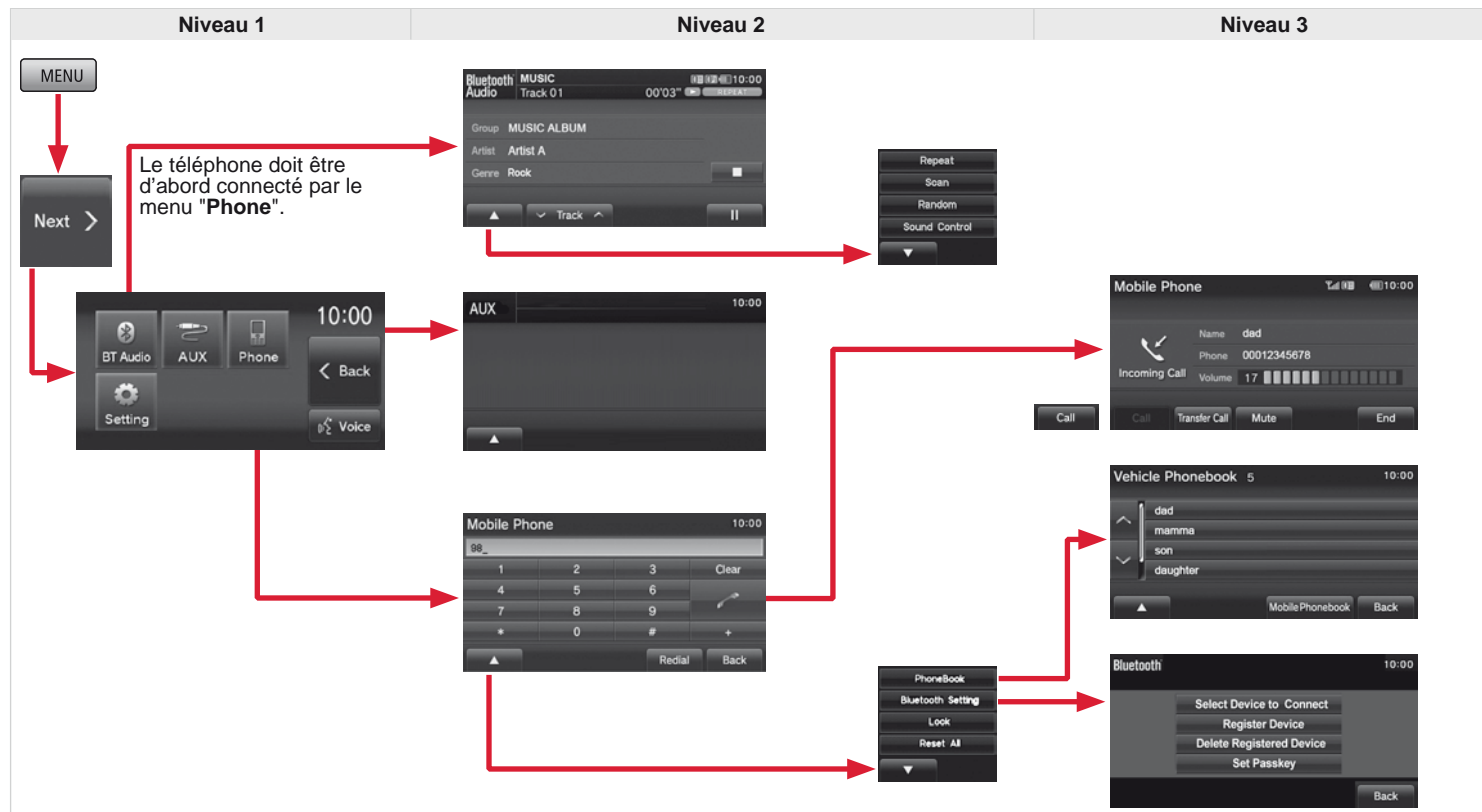 Niveau 1
Niveau 2
Niveau 3
MENU
Next
Le téléphone doit être
d'abord connecté par le
menu "Phone".
10:00
BT Audio
AUX
Phone
Back
Setting
Voice
Bluetooth Audio
MUSIC
10:00
Track 01
00'03"
REPEAT
Group MUSIC ALBUM
Artist Artist A
Genre Rock
Track
Repeat
Scan
Random
Sound Control
AUX
10:00
Mobile Phone
10:00
98_
1 2 3 Clear
4 5 6
7 8 9
* 0 # +
Redial Back
PhoneBook
Bluetooth Setting
Lock
Reset All
Call
Mobile Phone
10:00
Incoming Call
Name dad
Phone 00012345678
Volume 17
Call Transfer Call Mute End
Vehicle Phonebook 5
10:00
dad
mamma
son
daughter
MobilePhonebook Back
Bluetooth
10:00
Select Device to Connect
Register Device
Delete Registered Device
Set Passkey
Back